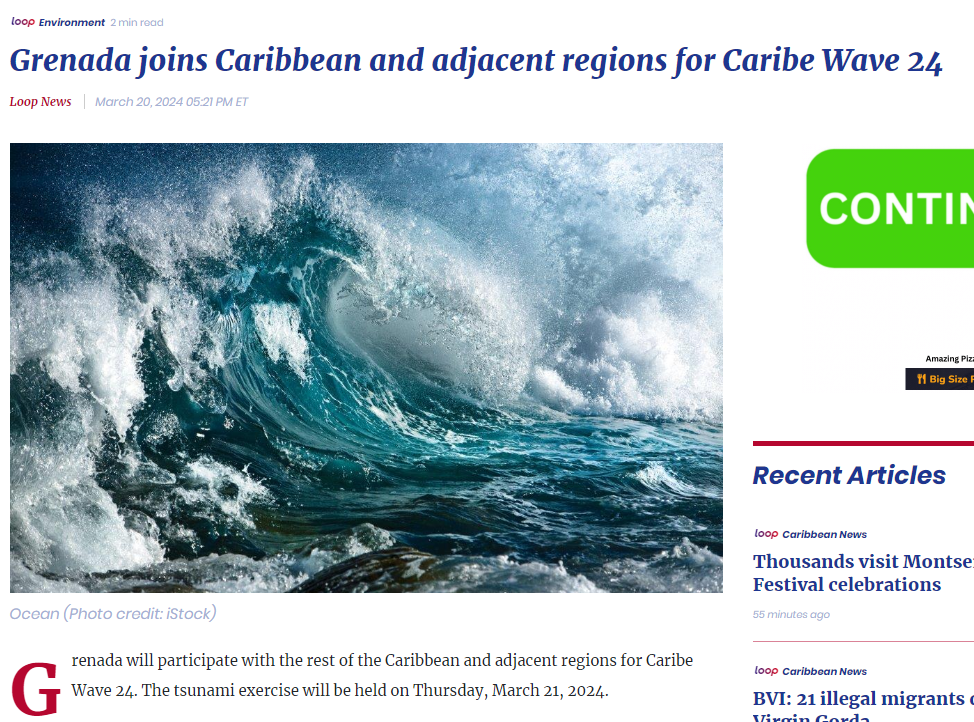 loop Environment 2 min read
Grenada joins Caribbean and adjacent regions for Caribe Wave 24
Loop News March 20, 2024 05:21 PM ET
Ocean (Photo credit: iStock)
Grenada will participate with the rest of the Caribbean and adjacent regions for Caribe
Wave 24. The tsunami exercise will be held on Thursday, March 21, 2024.
Amazing
Big Size
Recent Articles
loop Caribbean News
Thousands visit
Festival celebrations
55 minutes ago
loop Caribbean News
BVI: 21 illegal migrants
Virgin Gorda